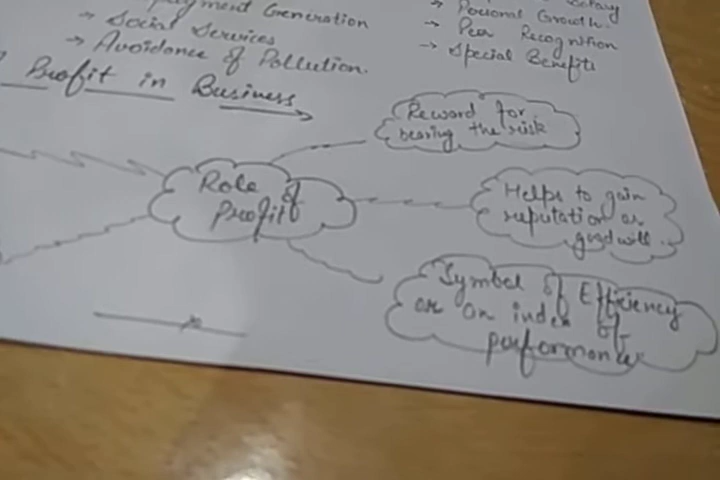 Generation
→ Social Services
→ Avoidance of Pollution.
→ Personal Growth.
→ Peer Recognition
→ Special Benefits
Profit in Business
Reward for
bearing the risk
Role of
Profit
Helps to gain
reputation or
goodwill
Symbol of Efficiency
or an index of
performance